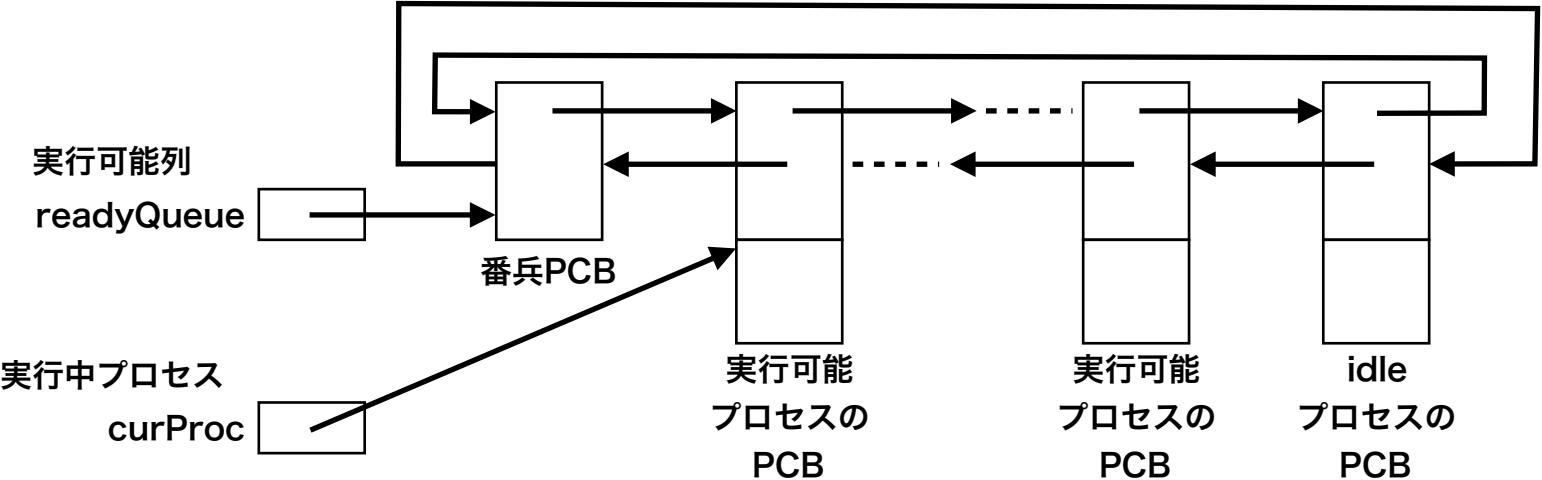 実行可能列
readyQueue
番兵PCB
実行中プロセス
curProc
実行可能
プロセスの
PCB
実行可能
プロセスの
PCB
idle
プロセスの
PCB